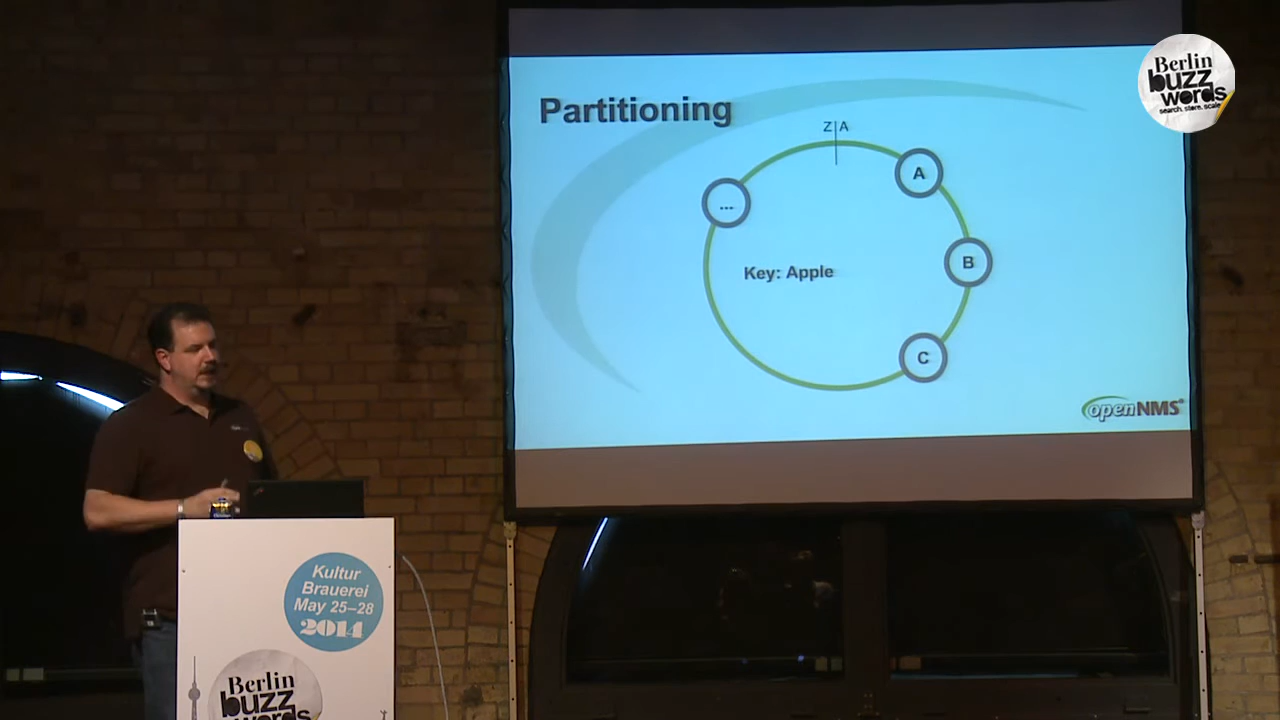 Partitioning
Z A
A
...
B
Key: Apple
C
openNMS
Berlin
buzz
words
search. store. scale
Kultur
Brauerei
May 25–28
2014
Berlin
buzz
words